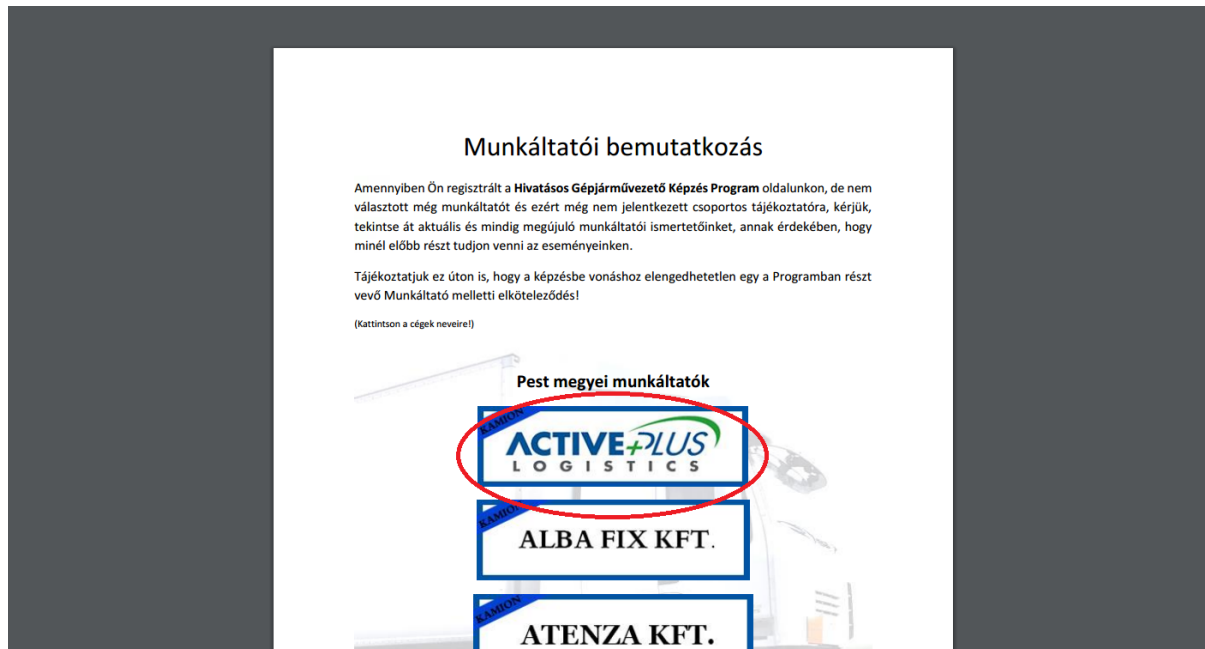 Munkáltatói bemutatkozás
Amennyiben Ön regisztrált a Hivatásos Gépjárművezető Képzés Program oldalunkon, de nem
választott még munkáltatót és ezért még nem jelentkezett csoportos tájékoztatóra, kérjük,
tekintse át aktuális és mindig megújuló munkáltatói ismertetőinket, annak érdekében, hogy
minél előbb részt tudjon venni az eseményeinken.
Tájékoztatjuk ez úton is, hogy a képzésbe vonáshoz elengedhetetlen egy a Programban részt
vevő Munkáltató melletti elköteleződés!
(Kattintson a cégek neveire!)
Pest megyei munkáltatók
KAMION
ACTIVE+PLUS
LOGISTICS
KAMION
ALBA FIX KFT.
KAMION
ATENZA KFT.